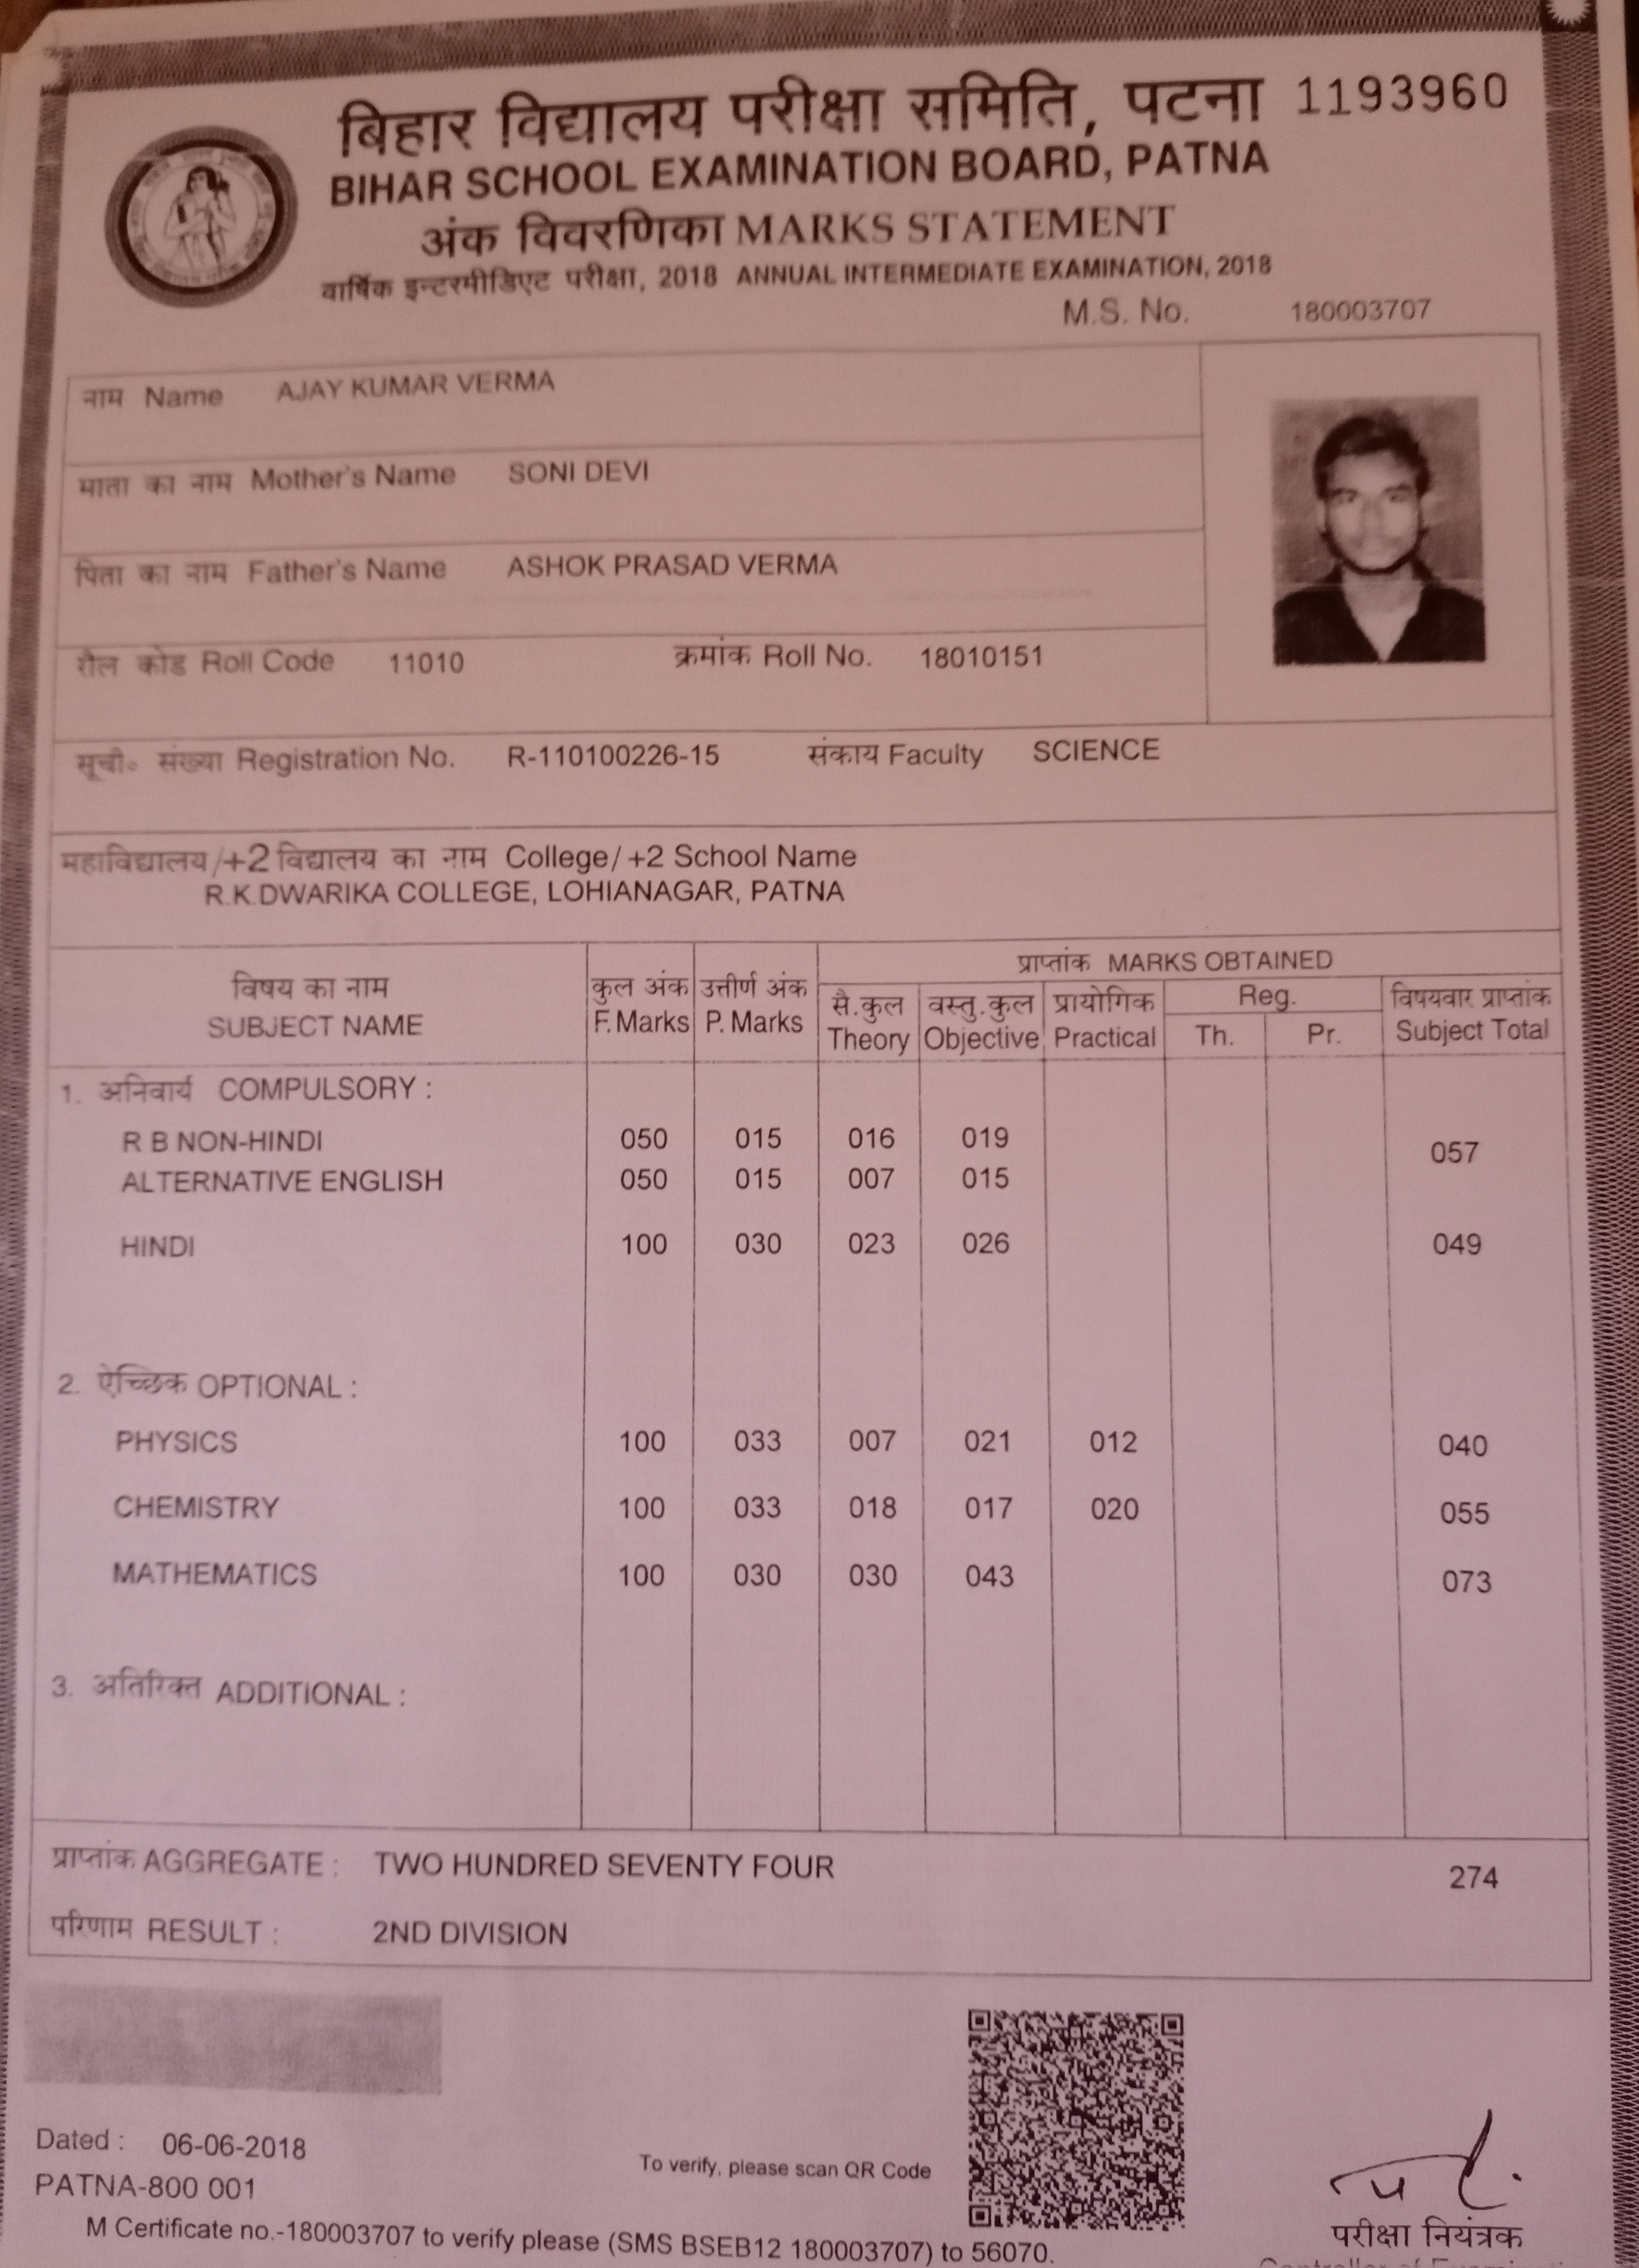 बिहार विद्यालय परीक्षा समिति, पटना 1193960
BIHAR SCHOOL EXAMINATION BOARD, PATNA
अंक विवरणिका MARKS STATEMENT
वार्षिक इन्टरमीडिएट परीक्षा, 2018 ANNUAL INTERMEDIATE EXAMINATION, 2018
M.S. No. 180003707
नाम Name AJAY KUMAR VERMA
माता का नाम Mother's Name SONI DEVI
पिता का नाम Father's Name ASHOK PRASAD VERMA
रौल कोड Roll Code 11010 क्रमांक Roll No. 18010151
सूची० संख्या Registration No. R-110100226-15 संकाय Faculty SCIENCE
महाविद्यालय/+2 विद्यालय का नाम College/ +2 School Name
R.K.DWARIKA COLLEGE, LOHIANAGAR, PATNA
प्राप्तांक MARKS OBTAINED
विषय का नाम कुल अंक उत्तीर्ण अंक सै.कुल वस्तु.कुल प्रायोगिक Reg. विषयवार प्राप्तांक
SUBJECT NAME F.Marks P. Marks Theory Objective Practical Th. Pr. Subject Total
1. अनिवार्य COMPULSORY :
R B NON-HINDI 050 015 016 019 057
ALTERNATIVE ENGLISH 050 015 007 015
HINDI 100 030 023 026 049
2. ऐच्छिक OPTIONAL :
PHYSICS 100 033 007 021 012 040
CHEMISTRY 100 033 018 017 020 055
MATHEMATICS 100 030 030 043 073
3. अतिरिक्त ADDITIONAL :
प्राप्तांक AGGREGATE : TWO HUNDRED SEVENTY FOUR 274
परिणाम RESULT : 2ND DIVISION
Dated : 06-06-2018
To verify, please scan QR Code
PATNA-800 001
M Certificate no.-180003707 to verify please (SMS BSEB12 180003707) to 56070.
परीक्षा नियंत्रक